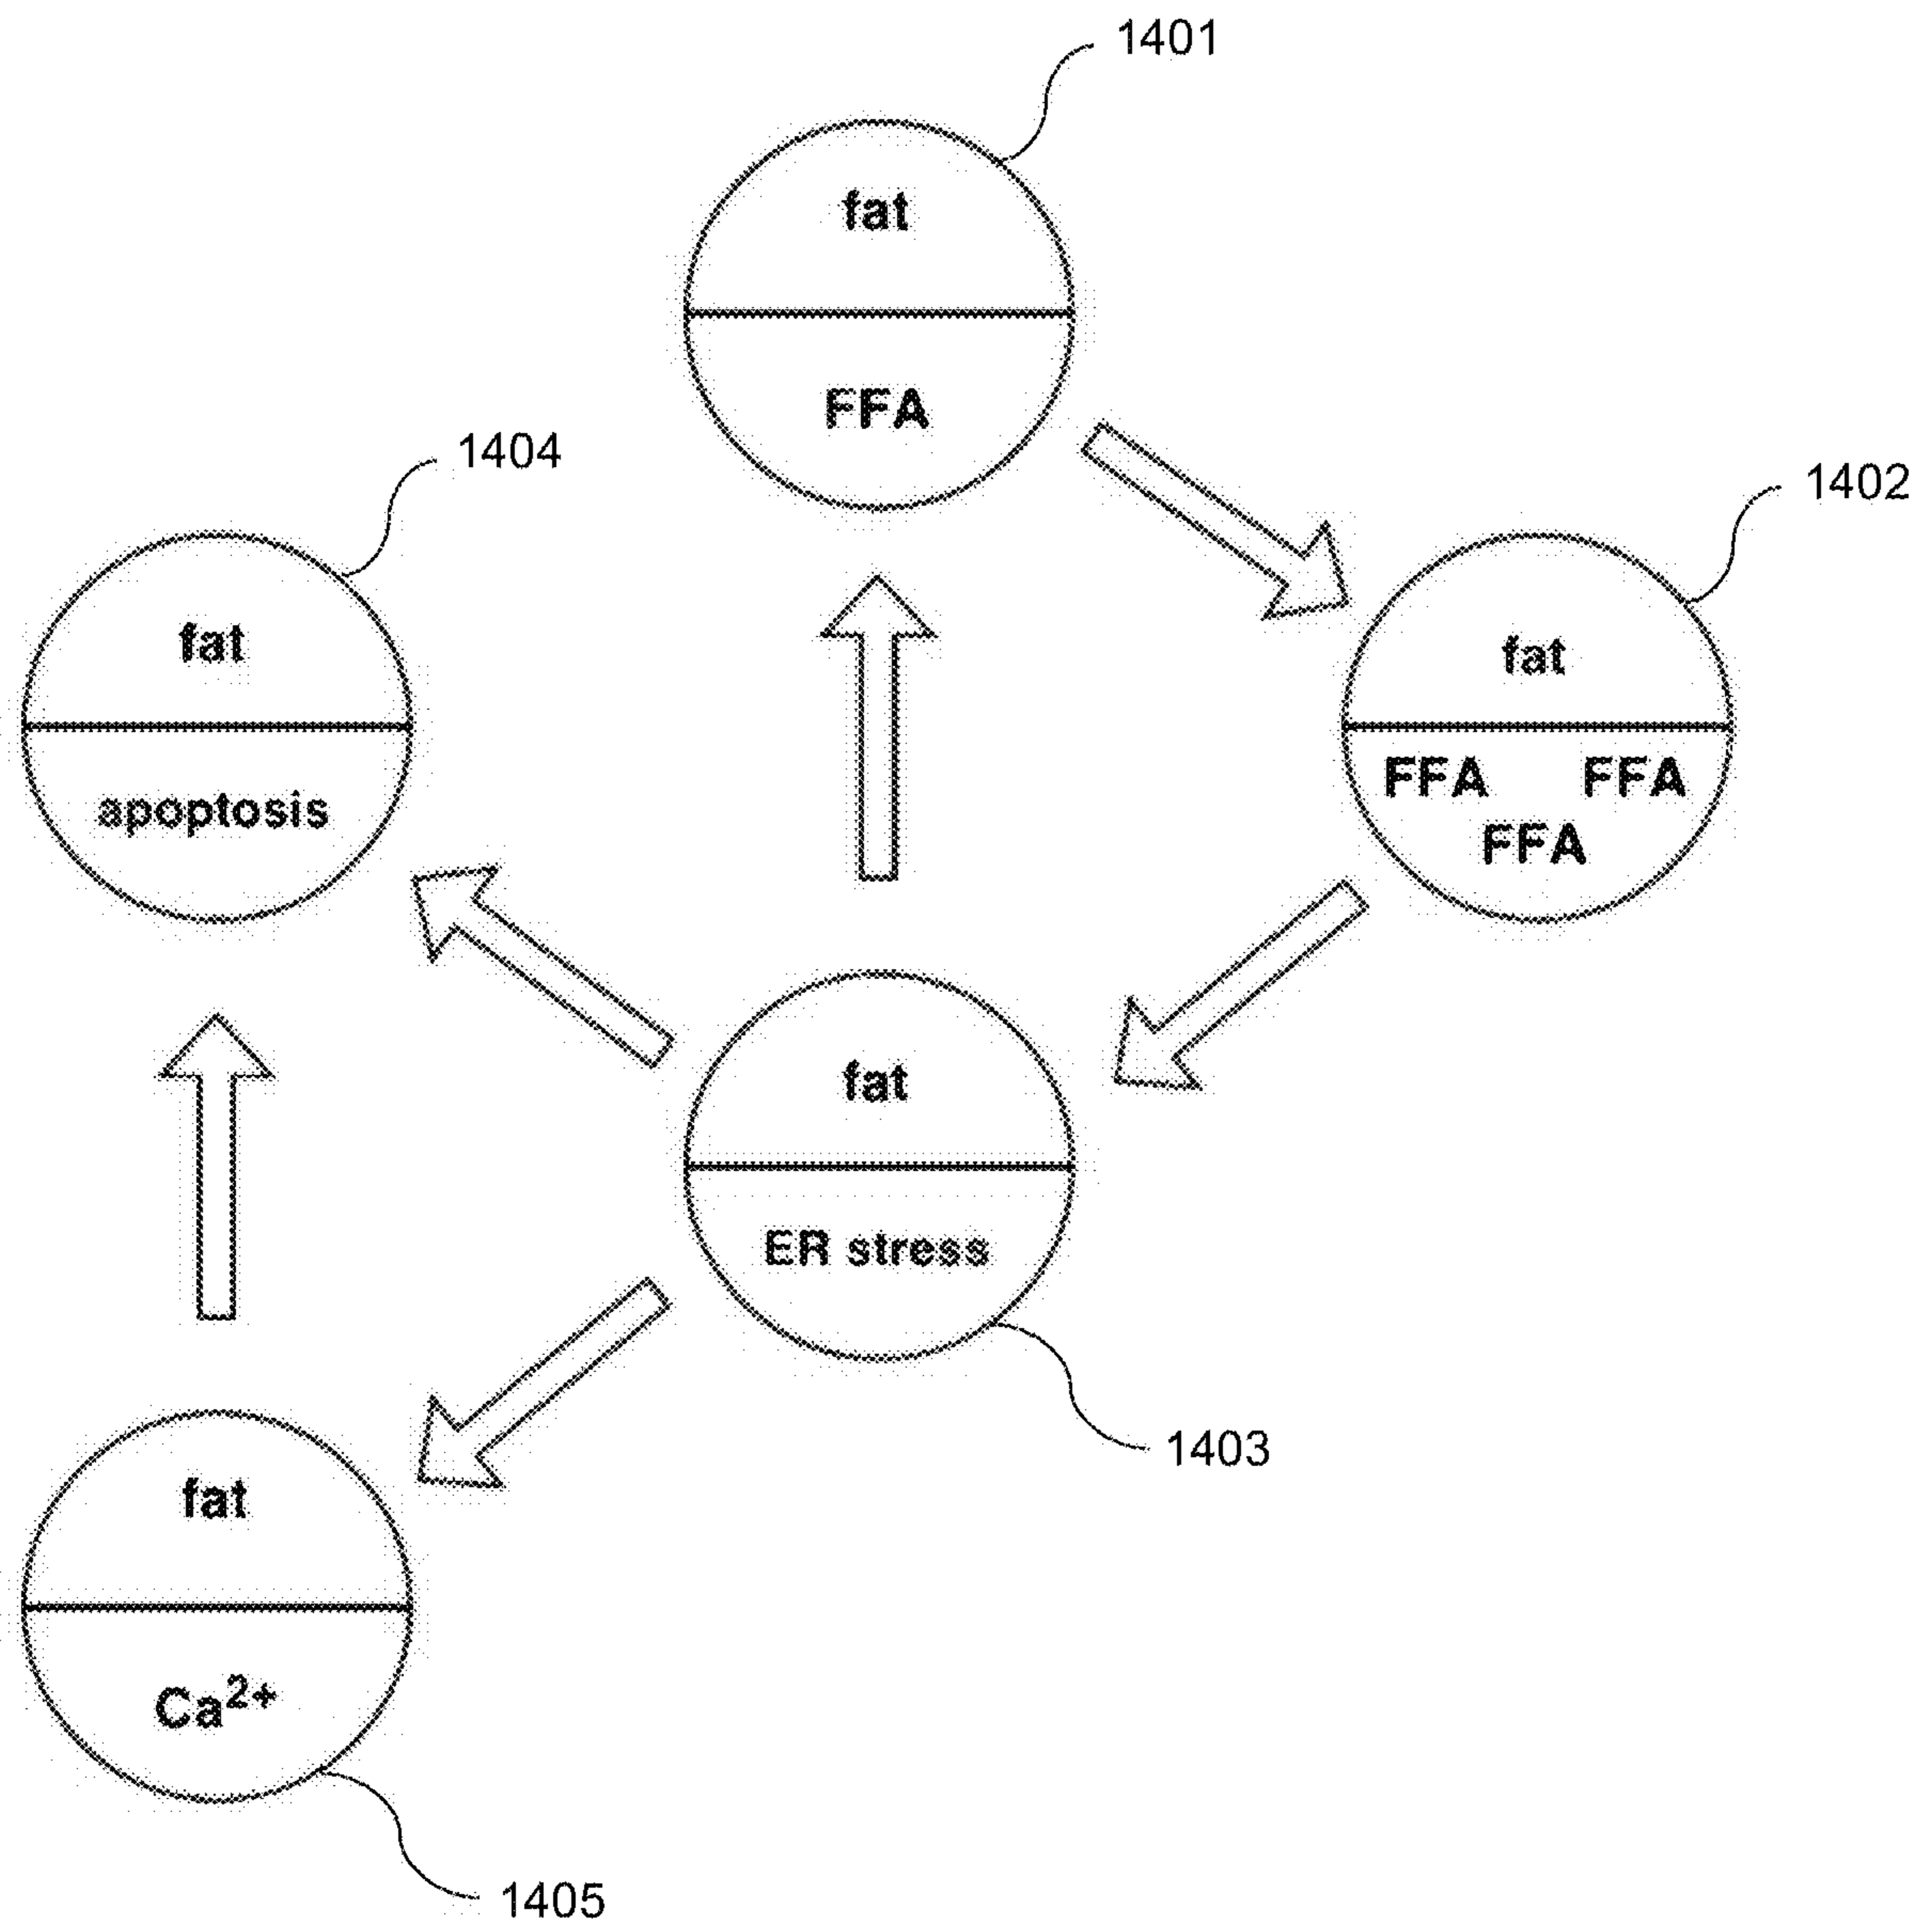 1401
fat
FFA
1404
fat
apoptosis
1402
fat
FFA FFA
FFA
fat
ER stress
1403
fat
Ca²⁺
1405